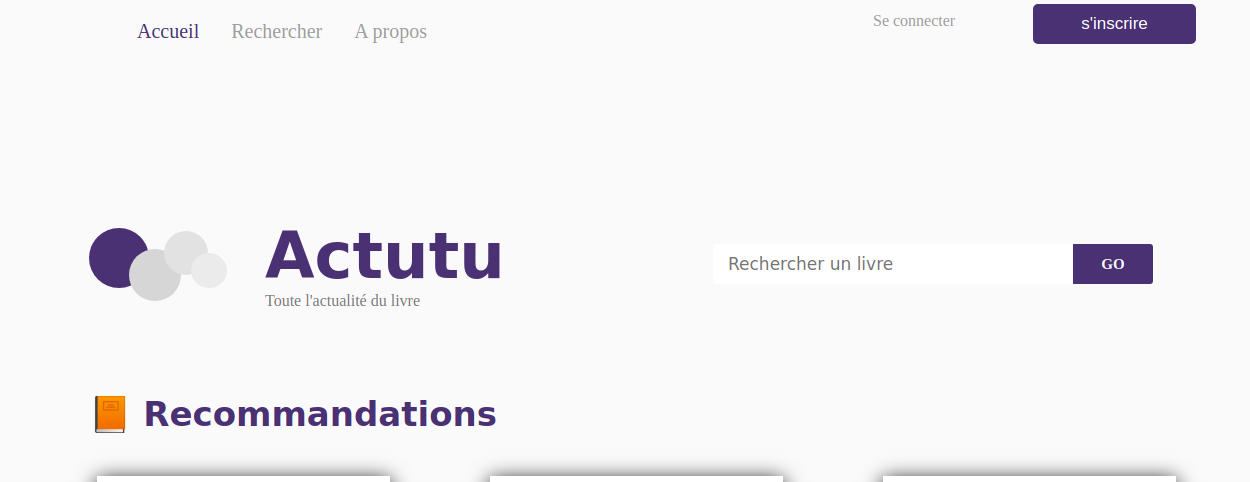 Accueil Rechercher A propos Se connecter s'inscrire
Actutu
Toute l'actualité du livre
Rechercher un livre GO
Recommandations